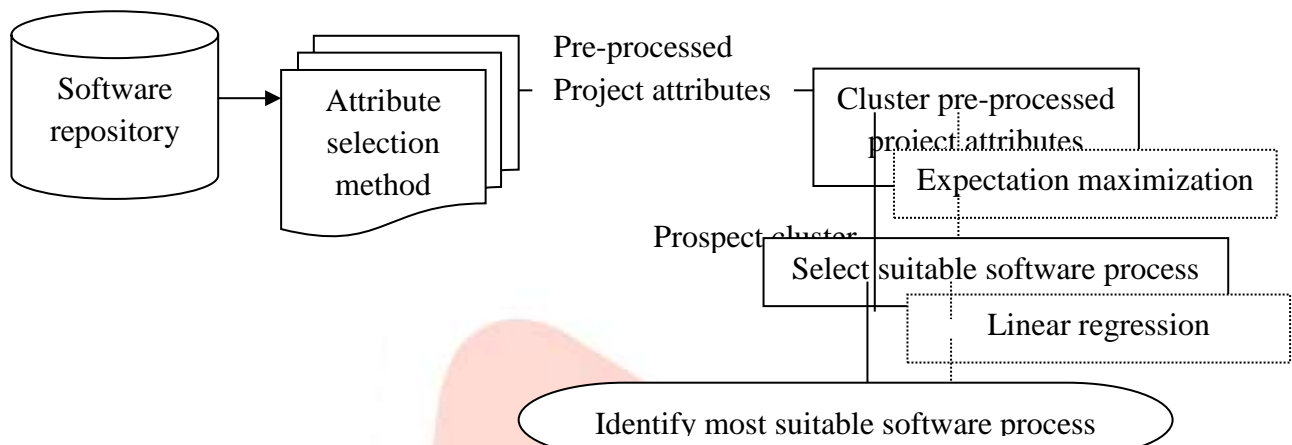 Software
repository
Attribute
selection
method
Pre-processed
Project attributes
Cluster pre-processed
project attributes
Expectation maximization
Prospect cluster
Select suitable software process
Linear regression
Identify most suitable software process